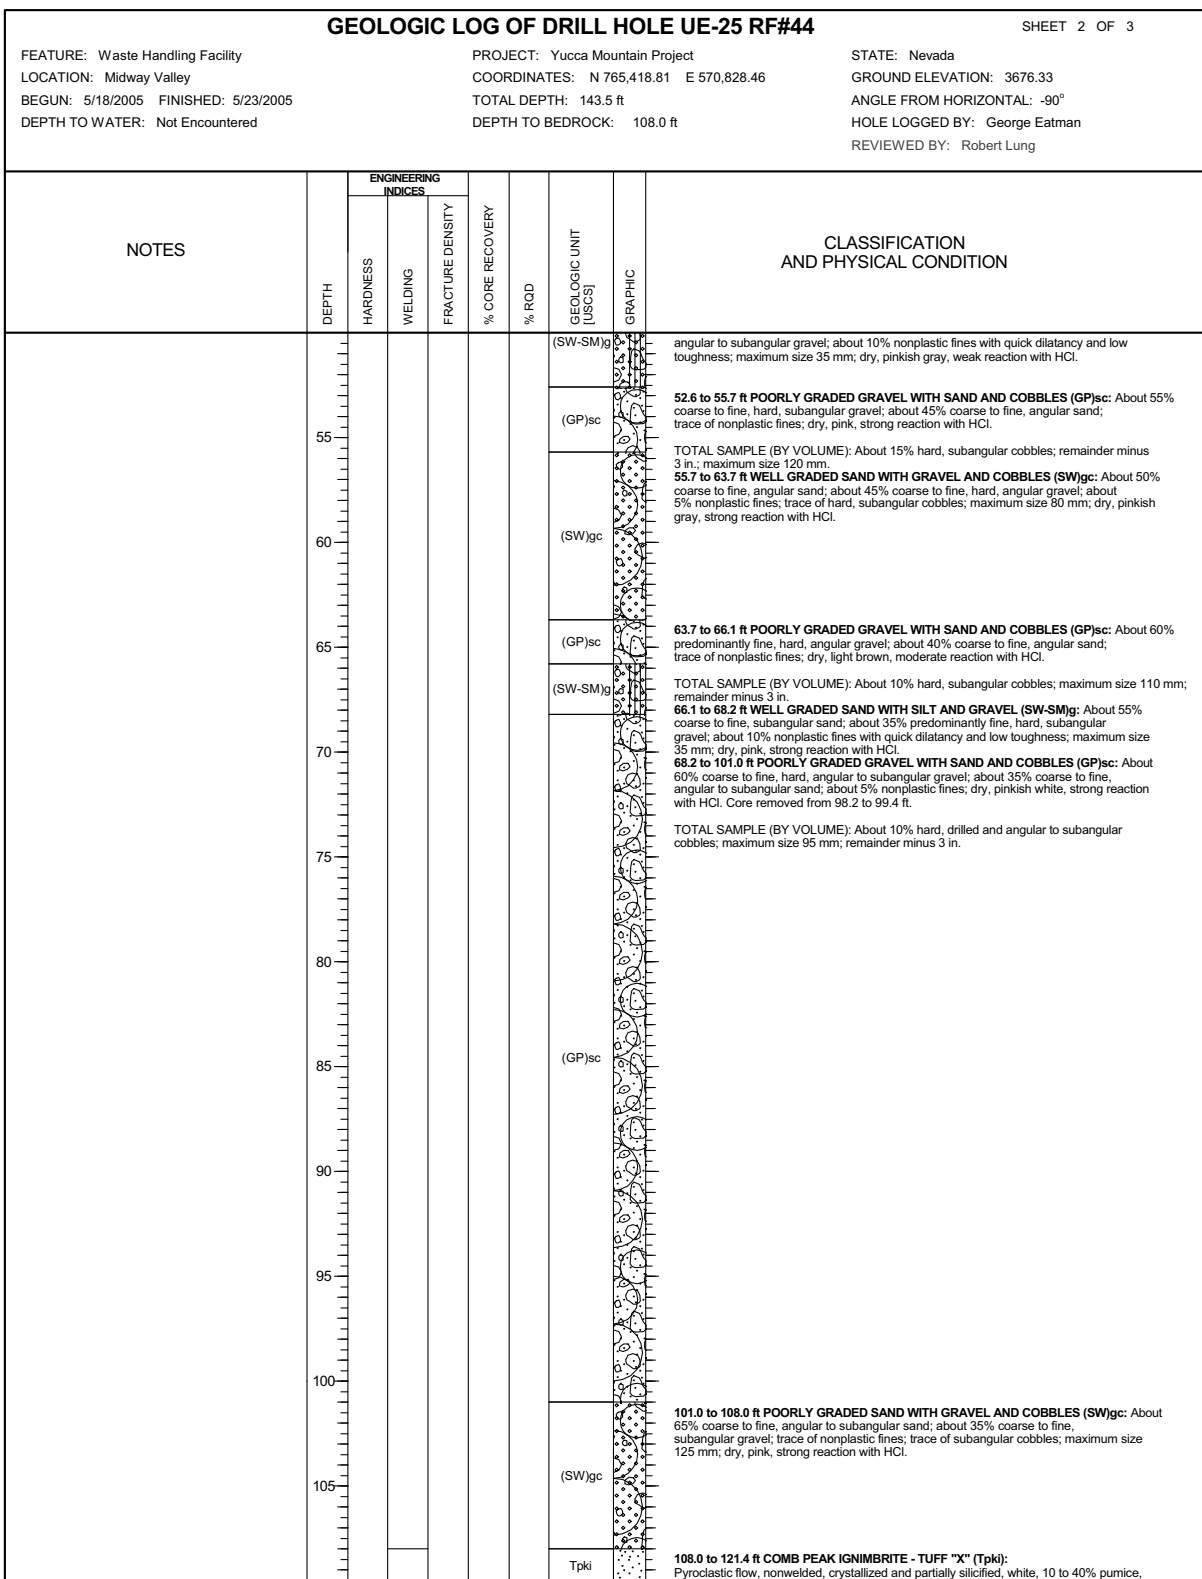 GEOLOGIC LOG OF DRILL HOLE UE-25 RF#44
SHEET 2 OF 3
FEATURE: Waste Handling Facility
LOCATION: Midway Valley
BEGUN: 5/18/2005 FINISHED: 5/23/2005
DEPTH TO WATER: Not Encountered
PROJECT: Yucca Mountain Project
COORDINATES: N 765,418.81 E 570,828.46
TOTAL DEPTH: 143.5 ft
DEPTH TO BEDROCK: 108.0 ft
STATE: Nevada
GROUND ELEVATION: 3676.33
ANGLE FROM HORIZONTAL: -90°
HOLE LOGGED BY: George Eatman
REVIEWED BY: Robert Lung
NOTES
DEPTH
ENGINEERING
INDICES
HARDNESS
WELDING
FRACTURE DENSITY
% CORE RECOVERY
% RQD
GEOLOGIC UNIT
[USCS]
GRAPHIC
CLASSIFICATION
AND PHYSICAL CONDITION
(SW-SM)g
angular to subangular gravel; about 10% nonplastic fines with quick dilatancy and low
toughness; maximum size 35 mm; dry, pinkish gray, weak reaction with HCl.
(GP)sc
52.6 to 55.7 ft POORLY GRADED GRAVEL WITH SAND AND COBBLES (GP)sc: About 55%
coarse to fine, hard, subangular gravel; about 45% coarse to fine, angular sand;
trace of nonplastic fines; dry, pink, strong reaction with HCl.
55
TOTAL SAMPLE (BY VOLUME): About 15% hard, subangular cobbles; remainder minus
3 in.; maximum size 120 mm.
55.7 to 63.7 ft WELL GRADED SAND WITH GRAVEL AND COBBLES (SW)gc: About 50%
coarse to fine, angular sand; about 45% coarse to fine, hard, angular gravel; about
5% nonplastic fines; trace of hard, subangular cobbles; maximum size 80 mm; dry, pinkish
gray, strong reaction with HCl.
(SW)gc
60
(GP)sc
65
63.7 to 66.1 ft POORLY GRADED GRAVEL WITH SAND AND COBBLES (GP)sc: About 60%
predominantly fine, hard, angular gravel; about 40% coarse to fine, angular sand;
trace of nonplastic fines; dry, light brown, moderate reaction with HCl.
(SW-SM)g
TOTAL SAMPLE (BY VOLUME): About 10% hard, subangular cobbles; maximum size 110 mm;
remainder minus 3 in.
66.1 to 68.2 ft WELL GRADED SAND WITH SILT AND GRAVEL (SW-SM)g: About 55%
coarse to fine, subangular sand; about 35% predominantly fine, hard, subangular
gravel; about 10% nonplastic fines with quick dilatancy and low toughness; maximum size
35 mm; dry, pink, strong reaction with HCl.
70
68.2 to 101.0 ft POORLY GRADED GRAVEL WITH SAND AND COBBLES (GP)sc: About
60% coarse to fine, hard, angular to subangular gravel; about 35% coarse to fine,
angular to subangular sand; about 5% nonplastic fines; dry, pinkish white, strong reaction
with HCl. Core removed from 98.2 to 99.4 ft.
TOTAL SAMPLE (BY VOLUME): About 10% hard, drilled and angular to subangular
cobbles; maximum size 95 mm; remainder minus 3 in.
75
80
(GP)sc
85
90
95
100
101.0 to 108.0 ft POORLY GRADED SAND WITH GRAVEL AND COBBLES (SW)gc: About
65% coarse to fine, angular to subangular sand; about 35% coarse to fine,
subangular gravel; trace of nonplastic fines; trace of subangular cobbles; maximum size
125 mm; dry, pink, strong reaction with HCl.
(SW)gc
105
Tpki
108.0 to 121.4 ft COMB PEAK IGNIMBRITE - TUFF "X" (Tpki):
Pyroclastic flow, nonwelded, crystallized and partially silicified, white, 10 to 40% pumice,